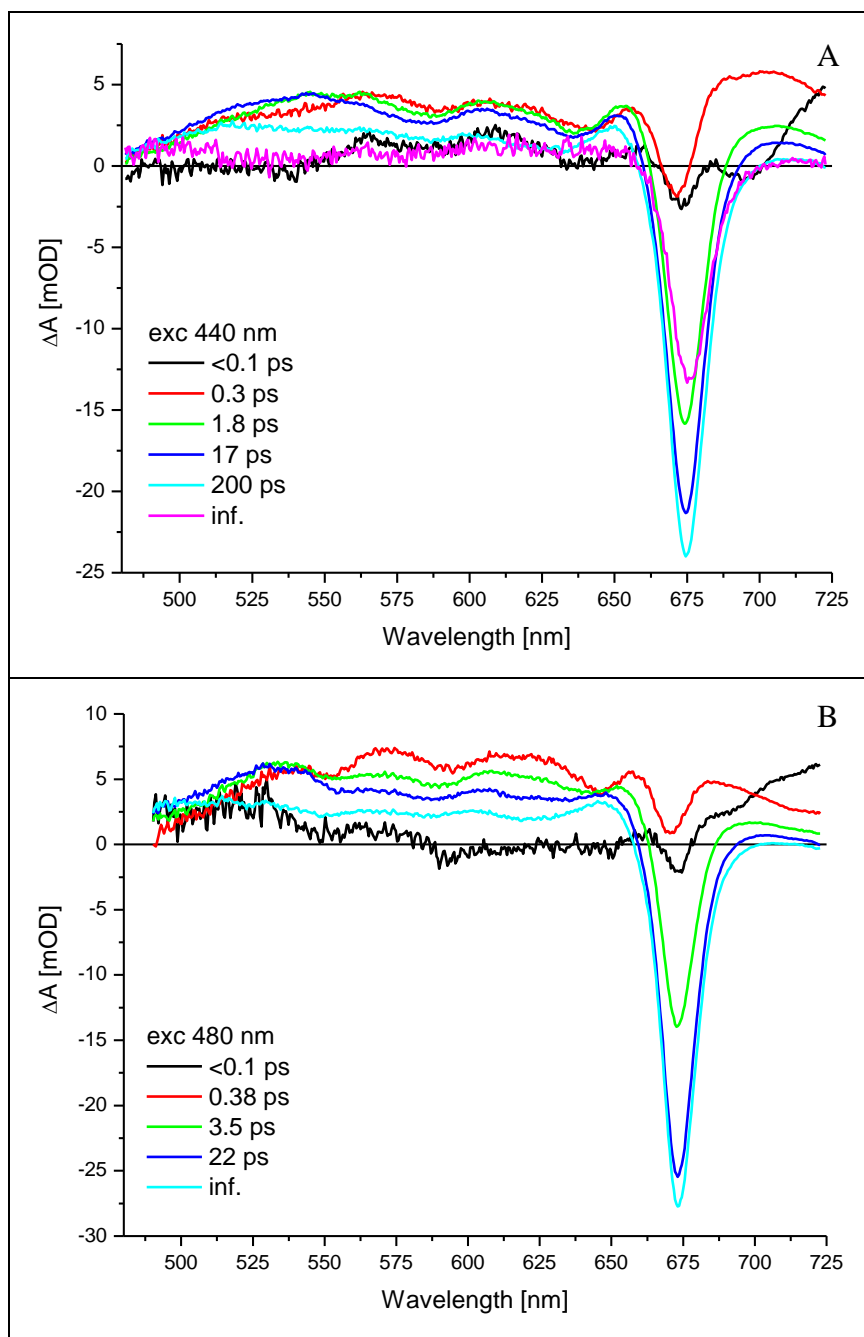 A
5
0
-5
-10
-15
-20
-25
ΔA [mOD]
exc 440 nm
<0.1 ps
0.3 ps
1.8 ps
17 ps
200 ps
inf.
500 525 550 575 600 625 650 675 700 725
Wavelength [nm]
B
10
5
0
-5
-10
-15
-20
-25
-30
ΔA [mOD]
exc 480 nm
<0.1 ps
0.38 ps
3.5 ps
22 ps
inf.
500 525 550 575 600 625 650 675 700 725
Wavelength [nm]